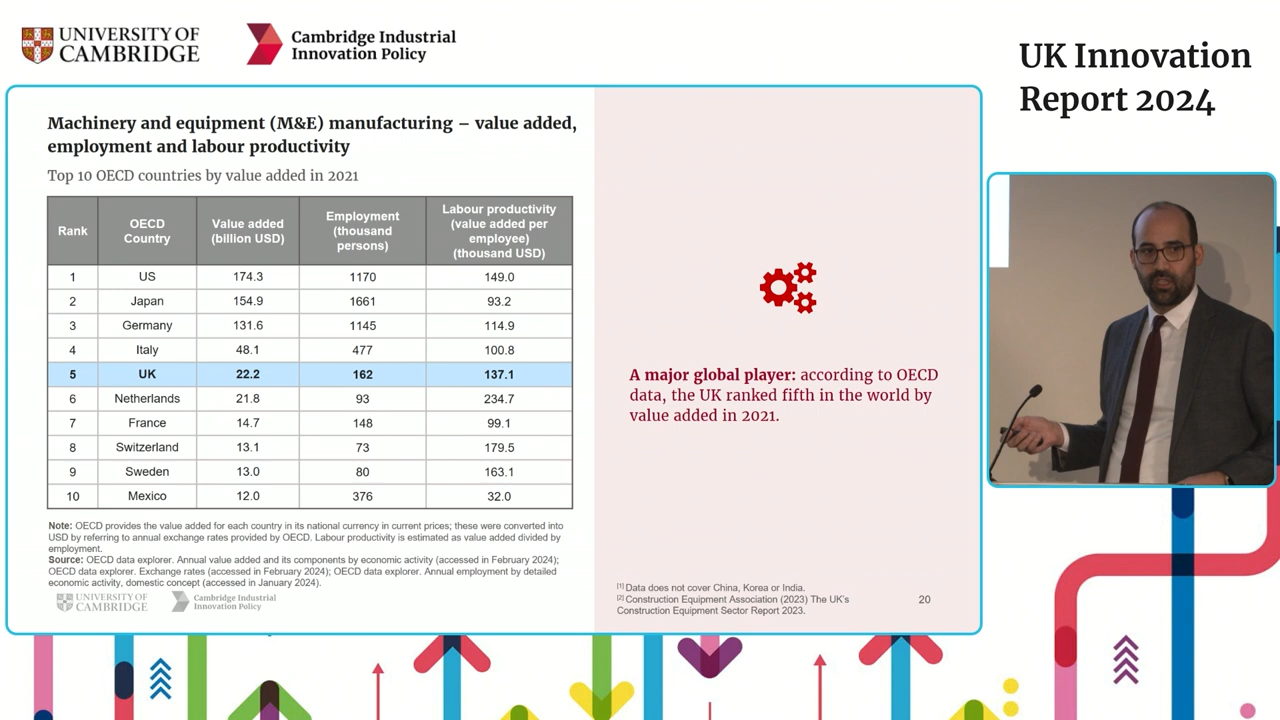 UNIVERSITY OF
CAMBRIDGE
Cambridge Industrial
Innovation Policy
UK Innovation
Report 2024
Machinery and equipment (M&E) manufacturing – value added,
employment and labour productivity
Top 10 OECD countries by value added in 2021
Rank
OECD
Country
Value added
(billion USD)
Employment
(thousand
persons)
Labour productivity
(value added per
employee)
(thousand USD)
1 US 174.3 1170 149.0
2 Japan 154.9 1661 93.2
3 Germany 131.6 1145 114.9
4 Italy 48.1 477 100.8
5 UK 22.2 162 137.1
6 Netherlands 21.8 93 234.7
7 France 14.7 148 99.1
8 Switzerland 13.1 73 179.5
9 Sweden 13.0 80 163.1
10 Mexico 12.0 376 32.0
Note: OECD provides the value added for each country in its national currency in current prices; these were converted into
USD by referring to annual exchange rates provided by OECD. Labour productivity is estimated as value added divided by
employment.
Source: OECD data explorer. Annual value added and its components by economic activity (accessed in February 2024);
OECD data explorer. Exchange rates (accessed in February 2024); OECD data explorer. Annual employment by detailed
economic activity, domestic concept (accessed in January 2024).
UNIVERSITY OF
CAMBRIDGE
Cambridge Industrial
Innovation Policy
A major global player: according to OECD
data, the UK ranked fifth in the world by
value added in 2021.
[1] Data does not cover China, Korea or India.
[2] Construction Equipment Association (2023) The UK's
Construction Equipment Sector Report 2023.
20